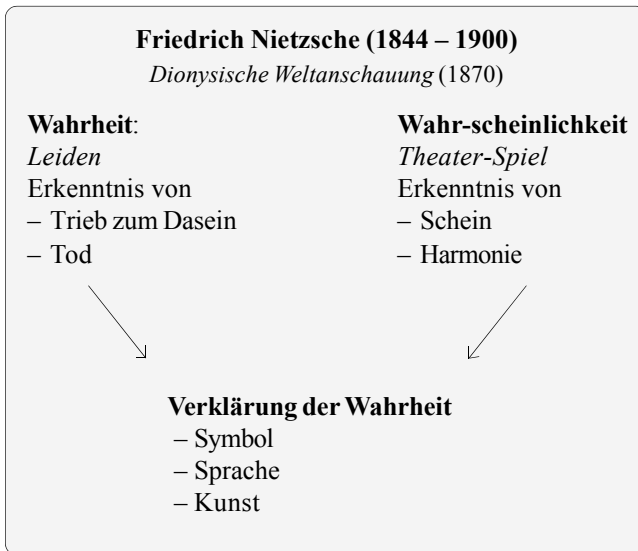 Friedrich Nietzsche (1844 – 1900)
Dionysische Weltanschauung (1870)
Wahrheit:
Leiden
Erkenntnis von
– Trieb zum Dasein
– Tod
Wahr-scheinlichkeit
Theater-Spiel
Erkenntnis von
– Schein
– Harmonie
Verklärung der Wahrheit
– Symbol
– Sprache
– Kunst